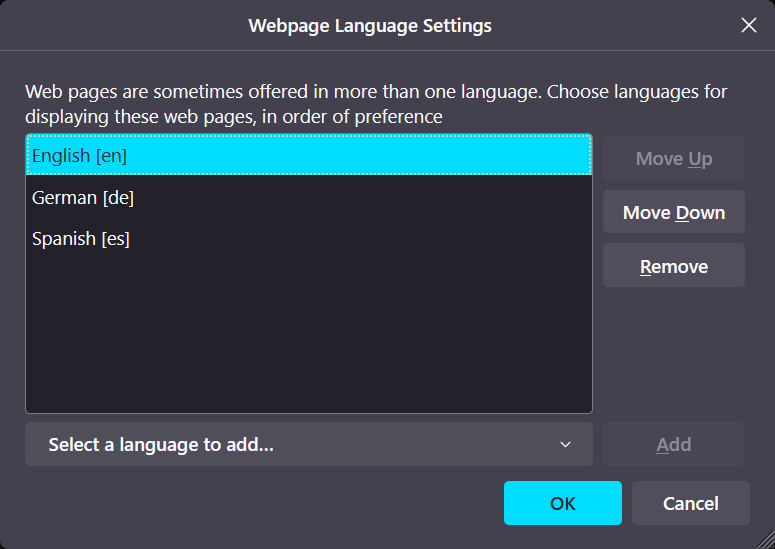 Webpage Language Settings
Web pages are sometimes offered in more than one language. Choose languages for
displaying these web pages, in order of preference
English [en]
German [de]
Spanish [es]
Move Up
Move Down
Remove
Select a language to add...
Add
OK
Cancel